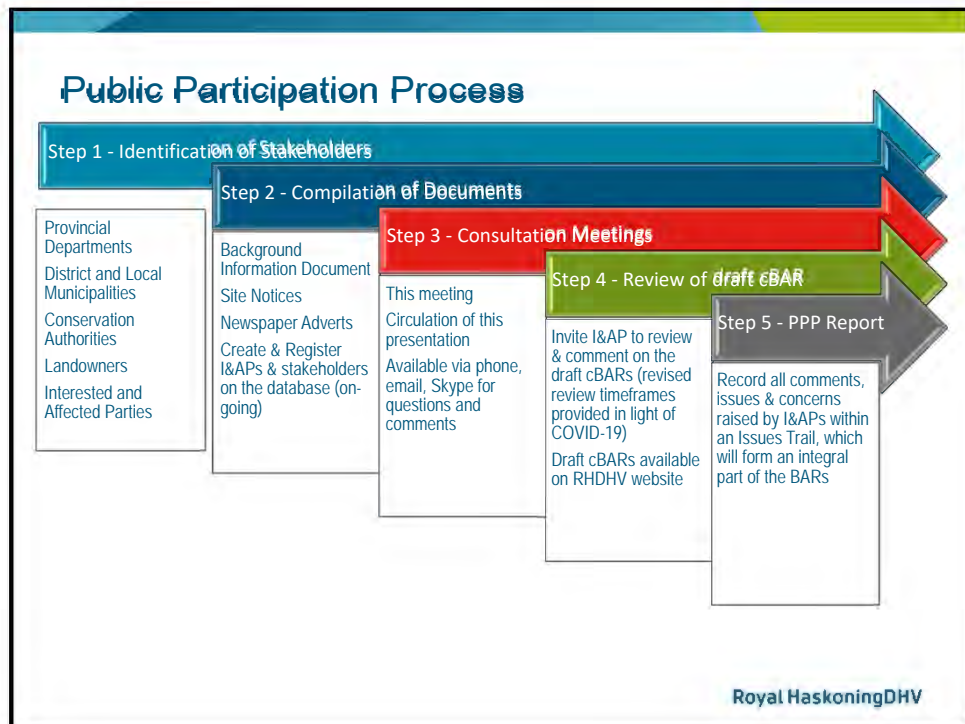 Public Participation Process
Step 1 - Identification of Stakeholders
Provincial
Departments
District and Local
Municipalities
Conservation
Authorities
Landowners
Interested and
Affected Parties
Step 2 - Compilation of Documents
Background
Information Document
Site Notices
Newspaper Adverts
Create & Register
I&APs & stakeholders
on the database (on-
going)
Step 3 - Consultation Meetings
This meeting
Circulation of this
presentation
Available via phone,
email, Skype for
questions and
comments
Step 4 - Review of draft cBAR
Invite I&AP to review
& comment on the
draft cBARs (revised
review timeframes
provided in light of
COVID-19)
Draft cBARs available
on RHDHV website
Step 5 - PPP Report
Record all comments,
issues & concerns
raised by I&APs within
an Issues Trail, which
will form an integral
part of the BARs
Royal HaskoningDHV